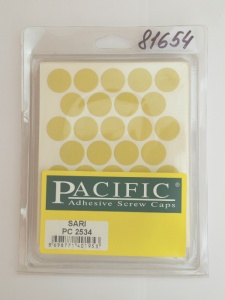 81654
PACIFIC
Adhesive Screw Caps
SARI
PC 2534